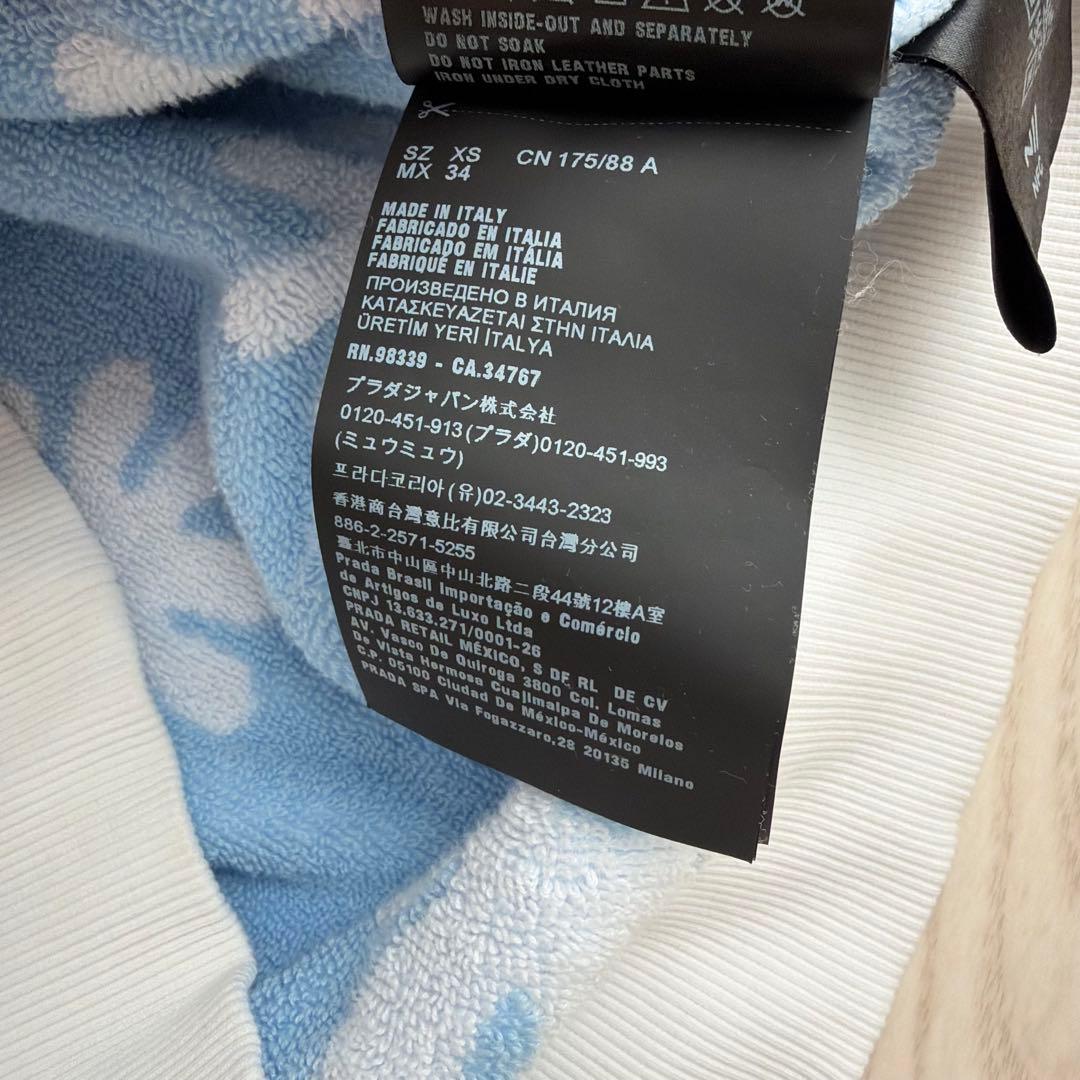 WASH INSIDE-OUT AND SEPARATELY
DO NOT SOAK
DO NOT IRON LEATHER PARTS
IRON UNDER DRY CLOTH
SZ XS CN 175/88 A
MX 34
MADE IN ITALY
FABRICADO EN ITALIA
FABRICADO EM ITÁLIA
FABRIQUÉ EN ITALIE
ПРОИЗВЕДЕНО В ИТАЛИЯ
ΚΑΤΑΣΚΕΥΑΖΕΤΑΙ ΣΤΗΝ ΙΤΑΛΙΑ
ÜRETİM YERİ İTALYA
RN.98339 - CA.34767
プラダジャパン株式会社
0120-451-913(プラダ)0120-451-993
(ミュウミュウ)
프라다코리아(유)02-3443-2323
香港商台灣意比有限公司台灣分公司
886-2-2571-5255
臺北市中山區中山北路二段44號12樓A室
Prada Brasil Importação e Comércio
de Artigos de Luxo Ltda
CNPJ 13.633.271/0001-26
PRADA RETAIL MÉXICO, S DE RL DE CV
AV. Vasco De Quiroga 3800 Col. Lomas
De Vista Hermosa Cuajimalpa De Morelos
C.P. 05100 Ciudad De México-México
PRADA SPA Via Fogazzaro,28 20135 Milano